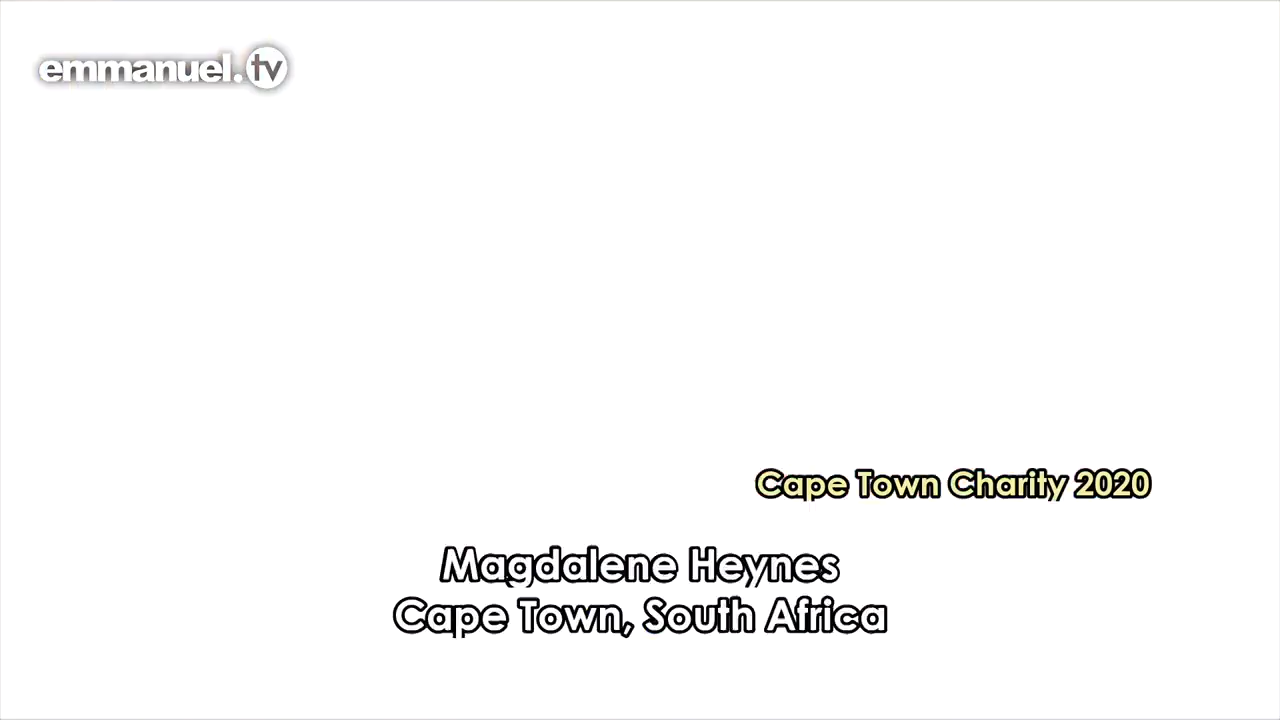 emmanuel.tv
Cape Town Charity 2020
Magdalene Heynes
Cape Town, South Africa